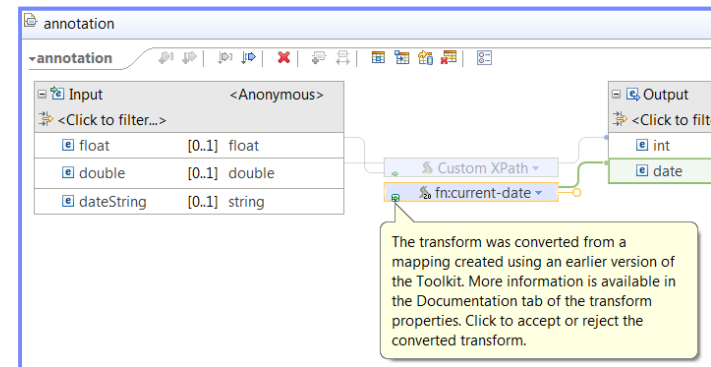 annotation
annotation
Input <Anonymous>
<Click to filter...>
float [0..1] float
double [0..1] double
dateString [0..1] string
Custom XPath
fn:current-date
Output
<Click to filt
int
date
The transform was converted from a
mapping created using an earlier version of
the Toolkit. More information is available in
the Documentation tab of the transform
properties. Click to accept or reject the
converted transform.